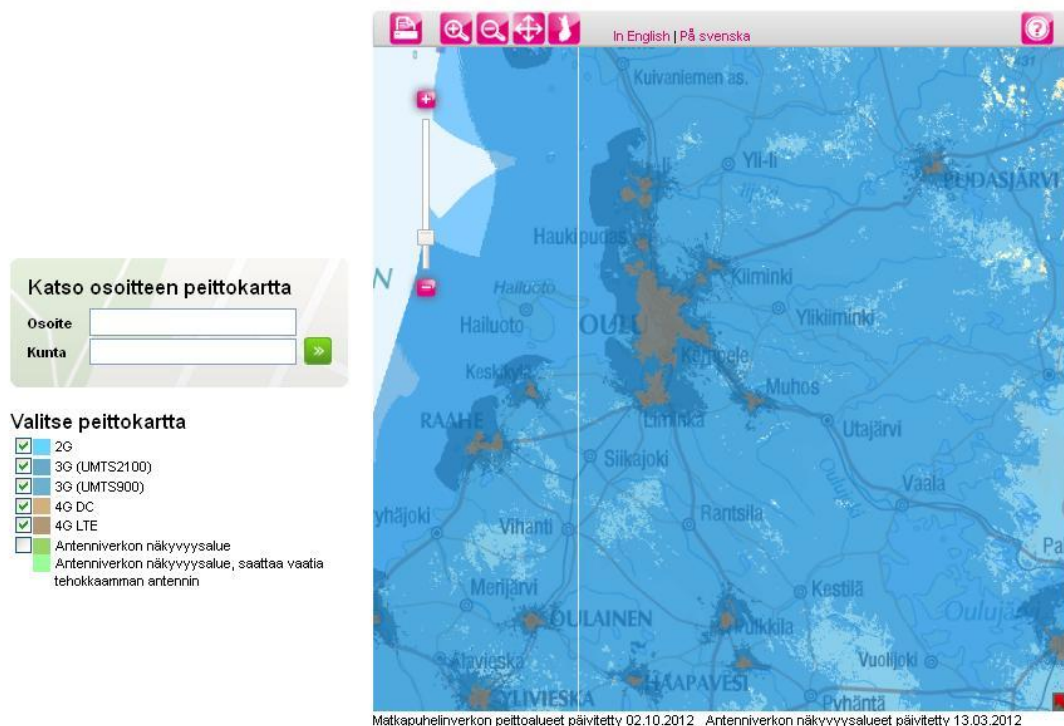 In English | På svenska
Katso osoitteen peittokartta
Osoite
Kunta
»
Valitse peittokartta
2G
3G (UMTS2100)
3G (UMTS900)
4G DC
4G LTE
Antenniverkon näkyvyysalue
Antenniverkon näkyvyysalue, saattaa vaatia
tehokkaamman antennin
Kuivaniemen as.
Yli-Ii
Iijoki
PUDASJÄRVI
Haukipudas
Kiiminki
N
Hailuoto
Hailuoto
OULU
Ylikiiminki
Kempele
Keskikylä
Muhos
RAAHE
Liminka
Utajärvi
Siikajoki
Vaala
yhäjoki
Vihanti
Rantsila
Merijärvi
Kestilä
OULAINEN
Pulkkila
Alavieska
Vuolijoki
HAAPAVESI
YLIVIESKA
Pyhäntä
Matkapuhelinverkon peittoalueet päivitetty 02.10.2012 Antenniverkon näkyvyysalueet päivitetty 13.03.2012